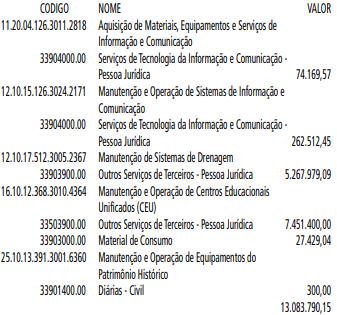 CODIGO NOME VALOR
11.20.04.126.3011.2818 Aquisição de Materiais, Equipamentos e Serviços de
Informação e Comunicação
33904000.00 Serviços de Tecnologia da Informação e Comunicação -
Pessoa Jurídica 74.169,57
12.10.15.126.3024.2171 Manutenção e Operação de Sistemas de Informação e
Comunicação
33904000.00 Serviços de Tecnologia da Informação e Comunicação -
Pessoa Jurídica 262.512,45
12.10.17.512.3005.2367 Manutenção de Sistemas de Drenagem
33903900.00 Outros Serviços de Terceiros - Pessoa Jurídica 5.267.979,09
16.10.12.368.3010.4364 Manutenção e Operação de Centros Educacionais
Unificados (CEU)
33503900.00 Outros Serviços de Terceiros - Pessoa Jurídica 7.451.400,00
33903000.00 Material de Consumo 27.429,04
25.10.13.391.3001.6360 Manutenção e Operação de Equipamentos do
Patrimônio Histórico
33901400.00 Diárias - Civil 300,00
13.083.790,15